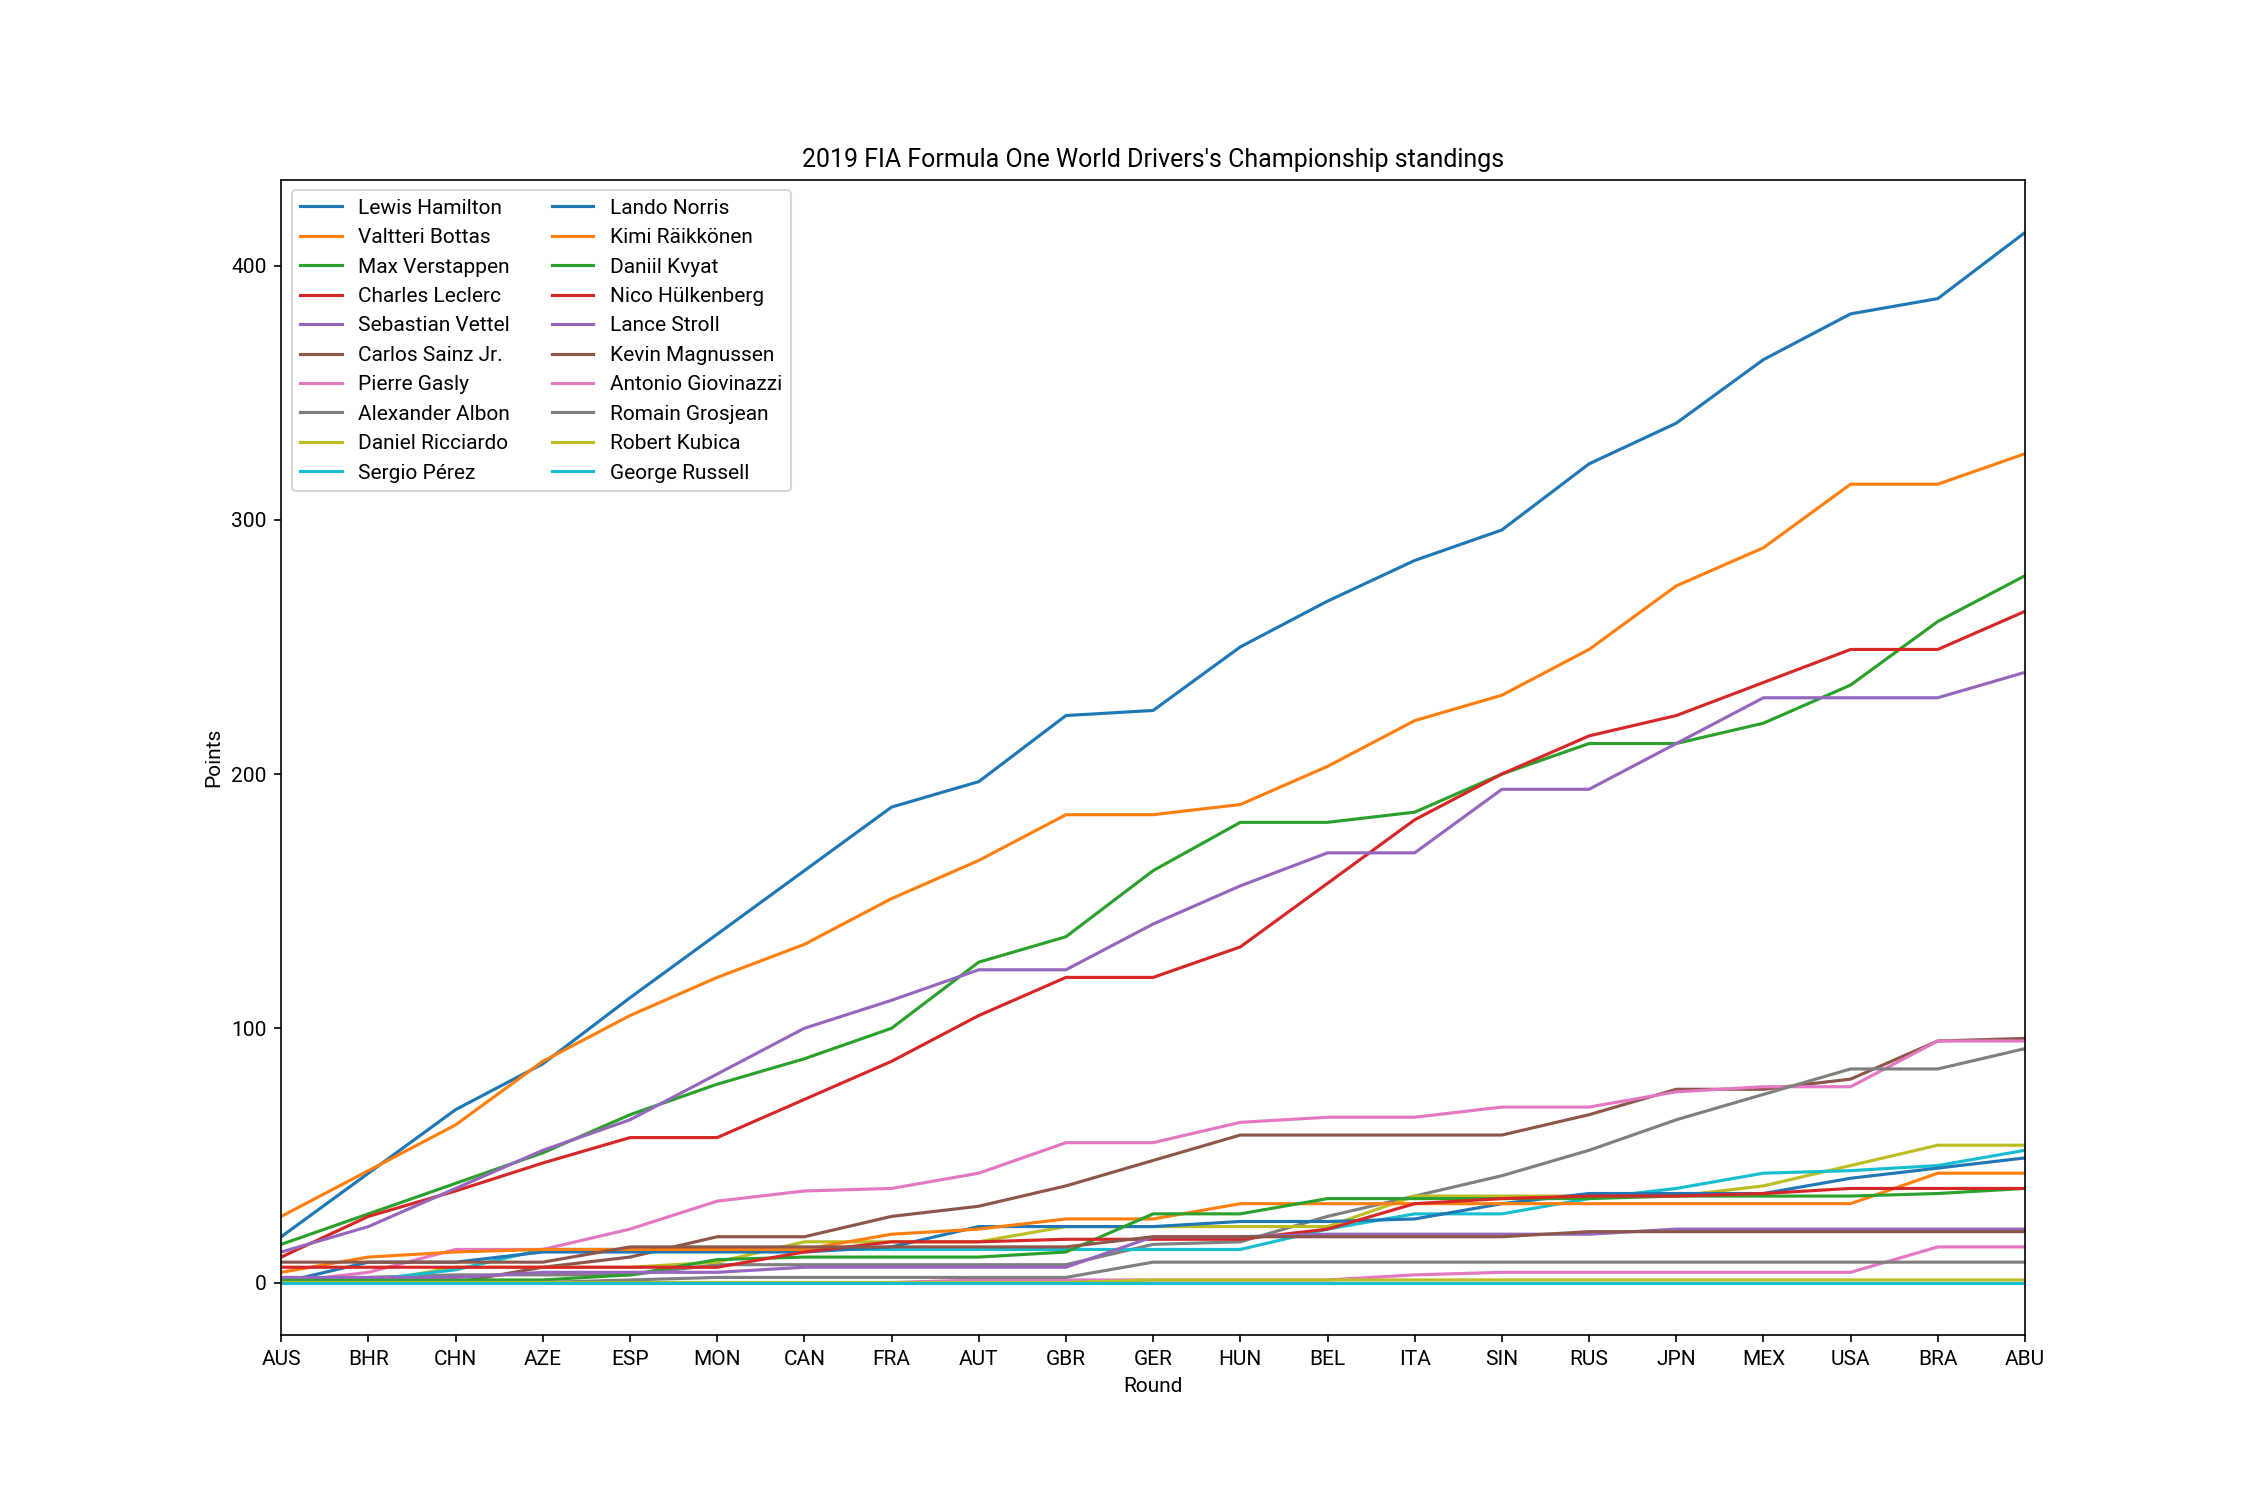 2019 FIA Formula One World Drivers's Championship standings
Lewis Hamilton
Valtteri Bottas
Max Verstappen
Charles Leclerc
Sebastian Vettel
Carlos Sainz Jr.
Pierre Gasly
Alexander Albon
Daniel Ricciardo
Sergio Pérez
Lando Norris
Kimi Räikkönen
Daniil Kvyat
Nico Hülkenberg
Lance Stroll
Kevin Magnussen
Antonio Giovinazzi
Romain Grosjean
Robert Kubica
George Russell
400
300
200
100
0
Points
AUS BHR CHN AZE ESP MON CAN FRA AUT GBR GER HUN BEL ITA SIN RUS JPN MEX USA BRA ABU
Round